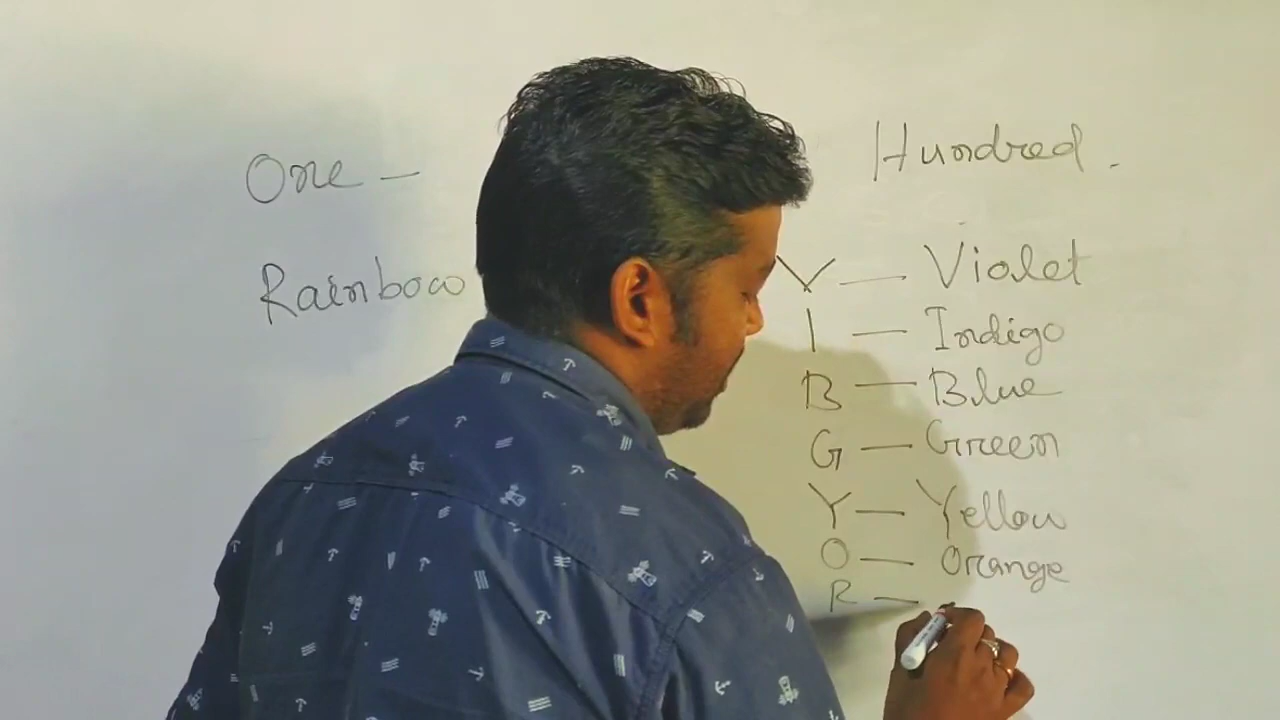 One — Hundred.
Rainbow V — Violet
I — Indigo
B — Blue
G — Green
Y — Yellow
O — Orange
R —